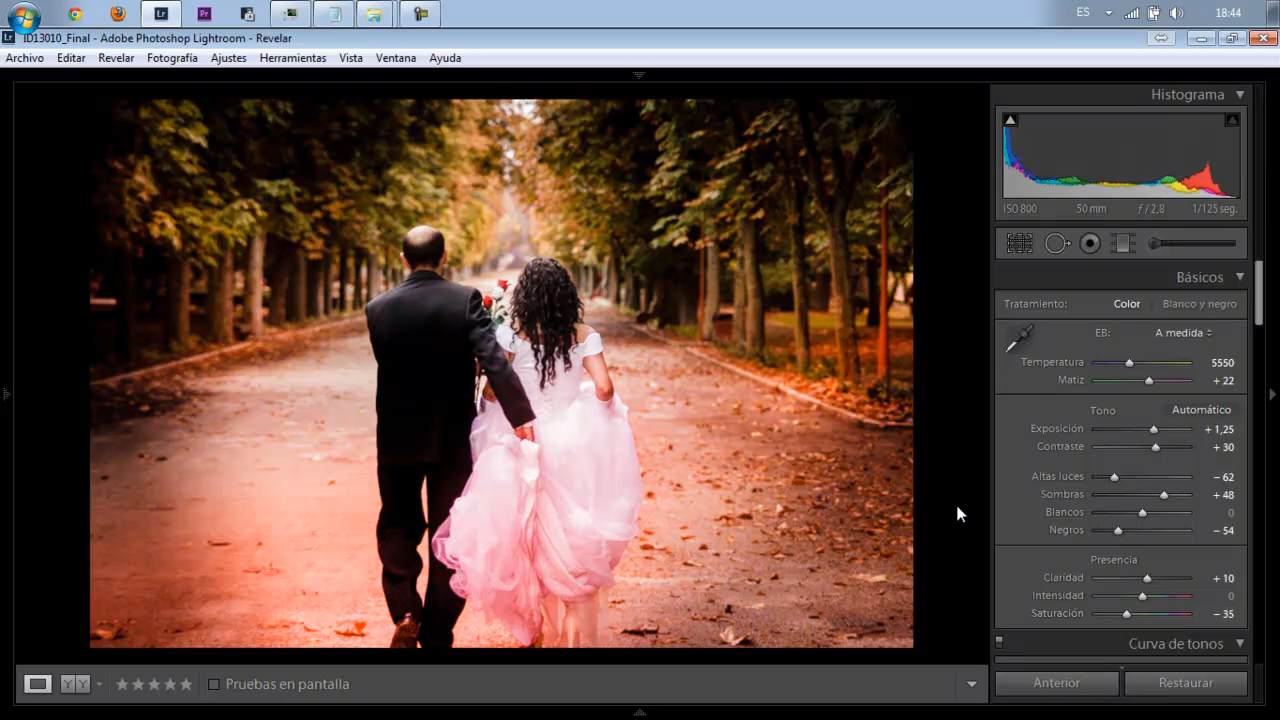 ES 18:44
ID13010_Final - Adobe Photoshop Lightroom - Revelar
Archivo Editar Revelar Fotografía Ajustes Herramientas Vista Ventana Ayuda
Histograma
ISO 800 50 mm ƒ / 2,8 1/125 seg.
Básicos
Tratamiento: Color Blanco y negro
EB: A medida
Temperatura 5550
Matiz + 22
Tono Automático
Exposición + 1,25
Contraste + 30
Altas luces − 62
Sombras + 48
Blancos 0
Negros − 54
Presencia
Claridad + 10
Intensidad 0
Saturación − 35
Curva de tonos
Pruebas en pantalla
Anterior Restaurar